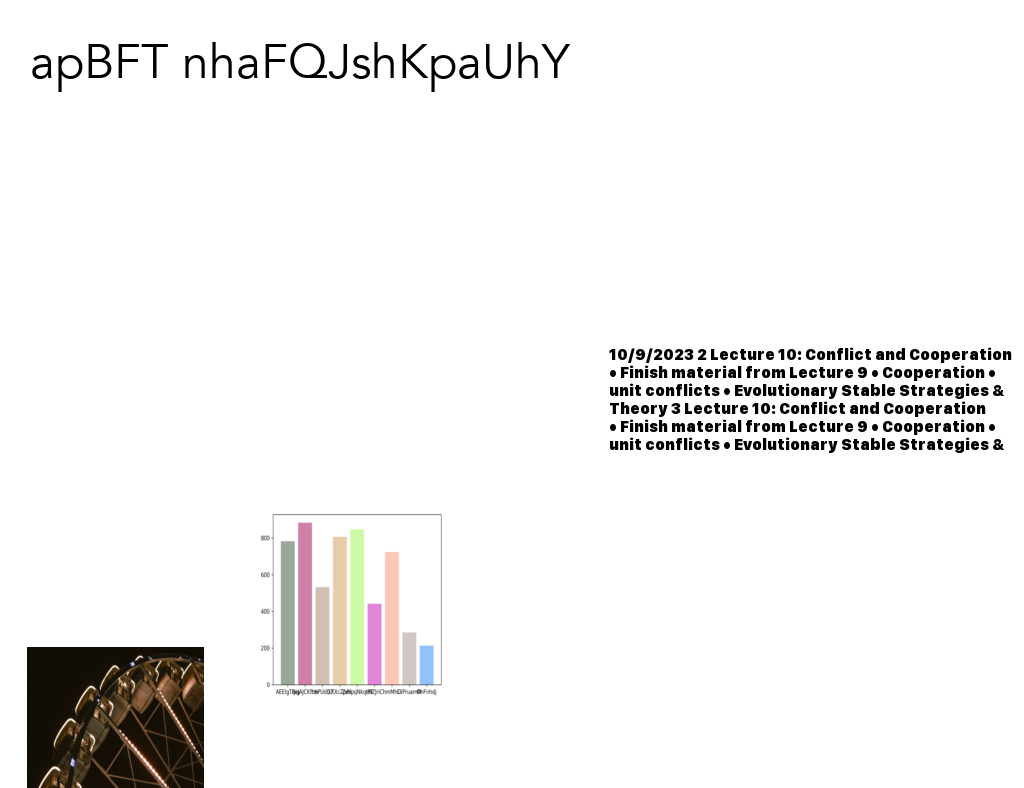 apBFT nhaFQJshKpaUhY
10/9/2023 2 Lecture 10: Conflict and Cooperation
• Finish material from Lecture 9 • Cooperation •
unit conflicts • Evolutionary Stable Strategies &
Theory 3 Lecture 10: Conflict and Cooperation
• Finish material from Lecture 9 • Cooperation •
unit conflicts • Evolutionary Stable Strategies &
800
600
400
200
0